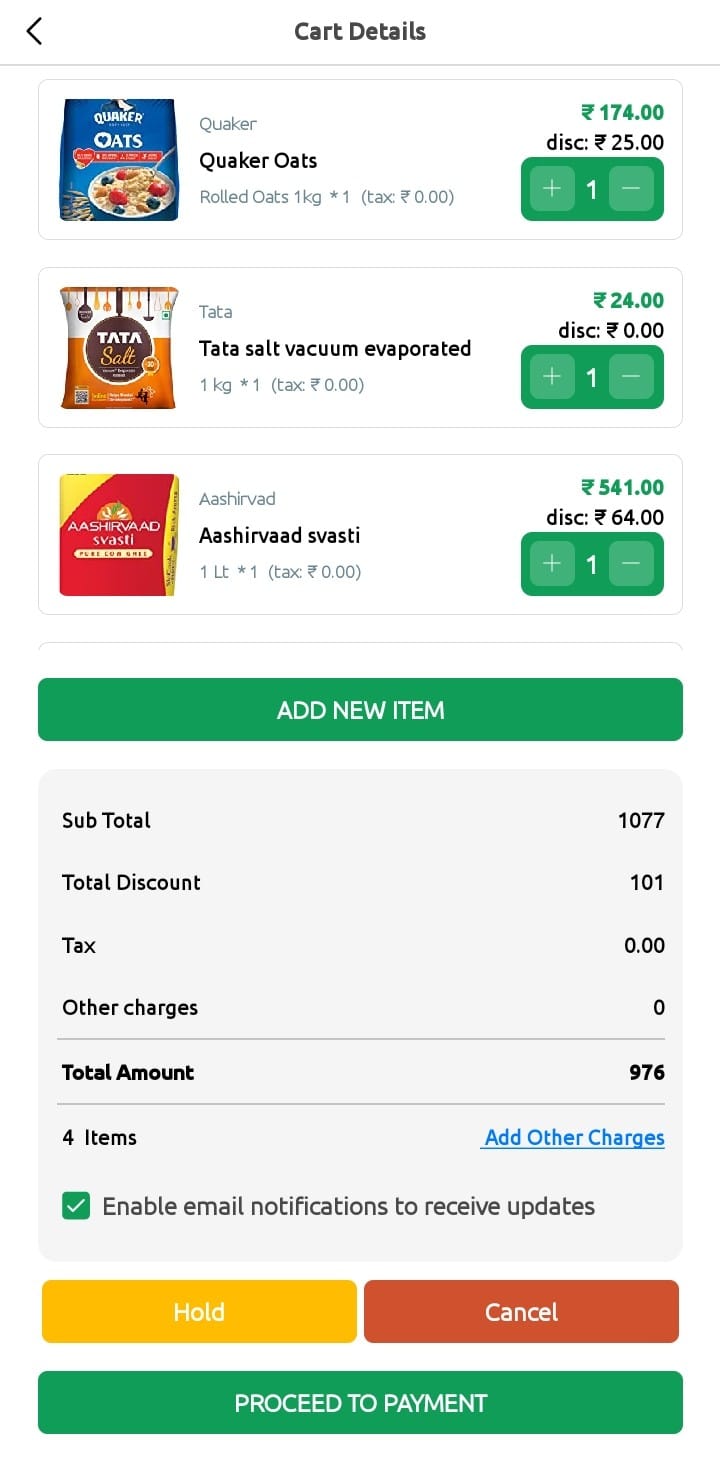 Cart Details
QUAKER
OATS
Quaker
Quaker Oats
Rolled Oats 1kg * 1 (tax: ₹ 0.00)
₹ 174.00
disc: ₹ 25.00
+ 1 −
TATA
Salt
Tata
Tata salt vacuum evaporated
1 kg * 1 (tax: ₹ 0.00)
₹ 24.00
disc: ₹ 0.00
+ 1 −
AASHIRVAAD
svasti
PURE COW GHEE
Aashirvad
Aashirvaad svasti
1 Lt * 1 (tax: ₹ 0.00)
₹ 541.00
disc: ₹ 64.00
+ 1 −
ADD NEW ITEM
Sub Total 1077
Total Discount 101
Tax 0.00
Other charges 0
Total Amount 976
4 Items Add Other Charges
Enable email notifications to receive updates
Hold Cancel
PROCEED TO PAYMENT